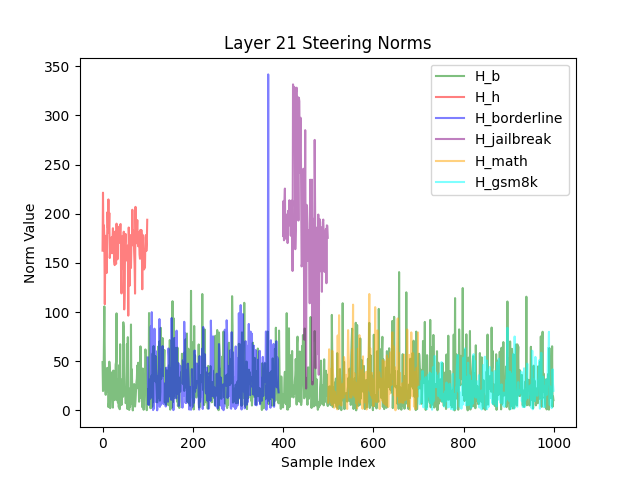 Layer 21 Steering Norms
Norm Value
350
300
250
200
150
100
50
0
H_b
H_h
H_borderline
H_jailbreak
H_math
H_gsm8k
0 200 400 600 800 1000
Sample Index